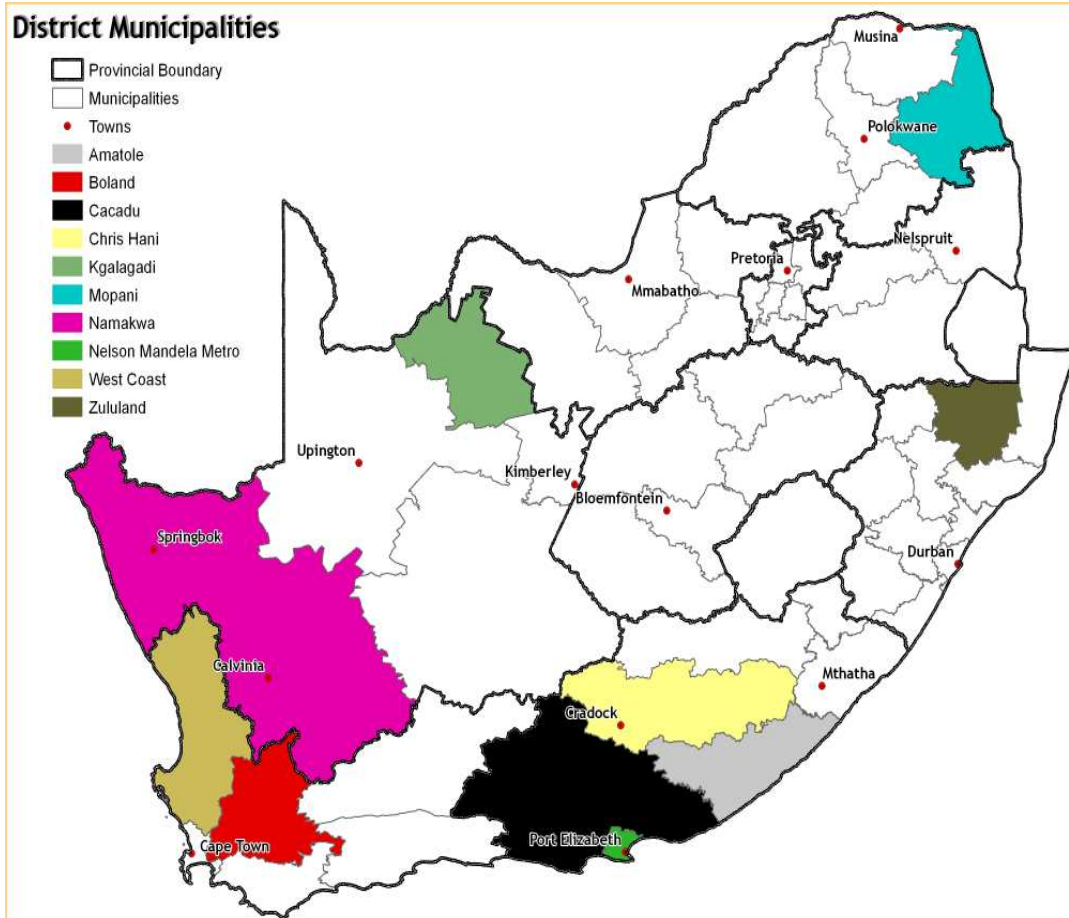 District Municipalities
Provincial Boundary
Municipalities
Towns
Amatole
Boland
Cacadu
Chris Hani
Kgalagadi
Mopani
Namakwa
Nelson Mandela Metro
West Coast
Zululand
Musina
Polokwane
Nelspruit
Pretoria
Mmabatho
Upington
Kimberley
Bloemfontein
Springbok
Durban
Calvinia
Mthatha
Cradock
Port Elizabeth
Cape Town